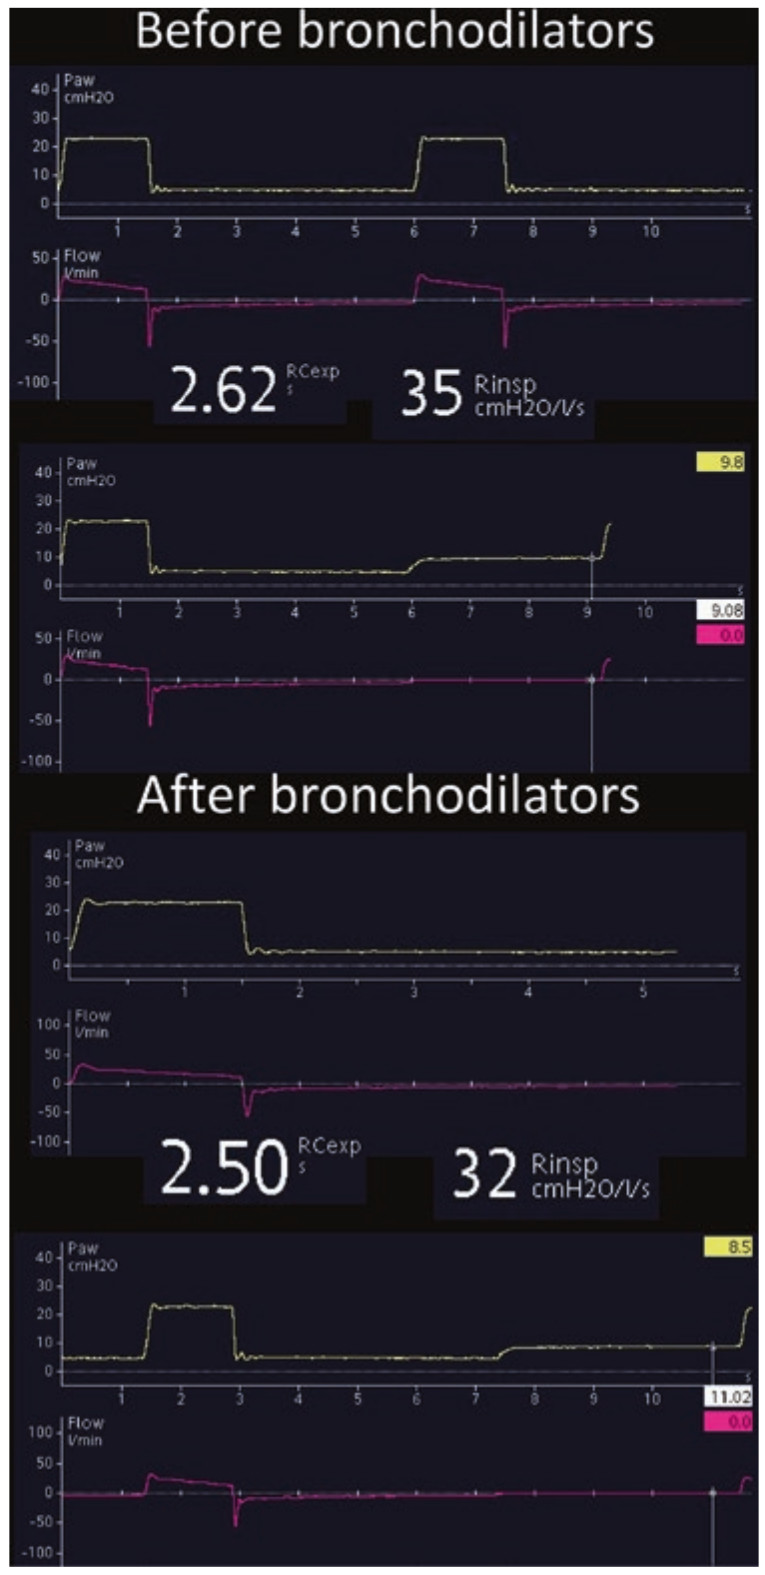 Before bronchodilators
Paw
cmH2O
40
30
20
10
0
s
1 2 3 4 5 6 7 8 9 10
Flow
l/min
50
0
-50
-100
2.62 RCexp
s
35 Rinsp
cmH2O/l/s
Paw
cmH2O
9.8
40
30
20
10
0
s
1 2 3 4 5 6 7 8 9 10
9.08
Flow
l/min
0.0
50
0
-50
-100
After bronchodilators
Paw
cmH2O
40
30
20
10
0
s
1 2 3 4 5
Flow
l/min
100
50
0
-50
-100
2.50 RCexp
s
32 Rinsp
cmH2O/l/s
Paw
cmH2O
8.5
40
30
20
10
0
s
1 2 3 4 5 6 7 8 9 10
11.02
Flow
l/min
0.0
100
50
0
-50
-100